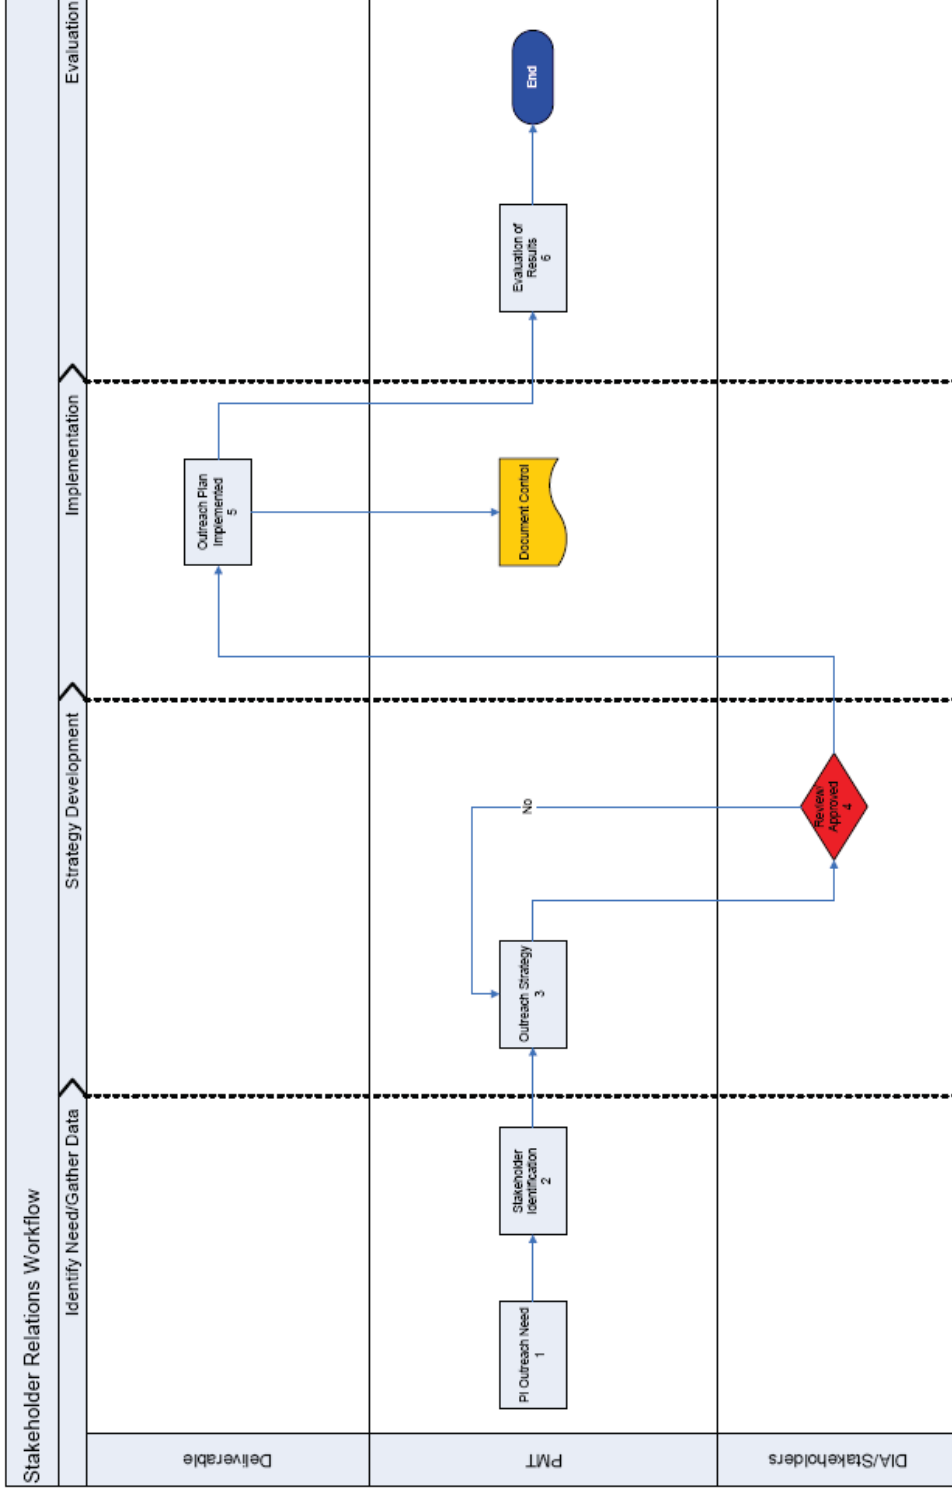 Stakeholder Relations Workflow
Identify Need/Gather Data
Strategy Development
Implementation
Evaluation
Deliverable
Outreach Plan
Implemented
5
PMT
PI Outreach Need
1
Stakeholder
Identification
2
Outreach Strategy
3
No
Document Control
Evaluation of
Results
6
End
DIA/Stakeholders
Review/
Approved
4